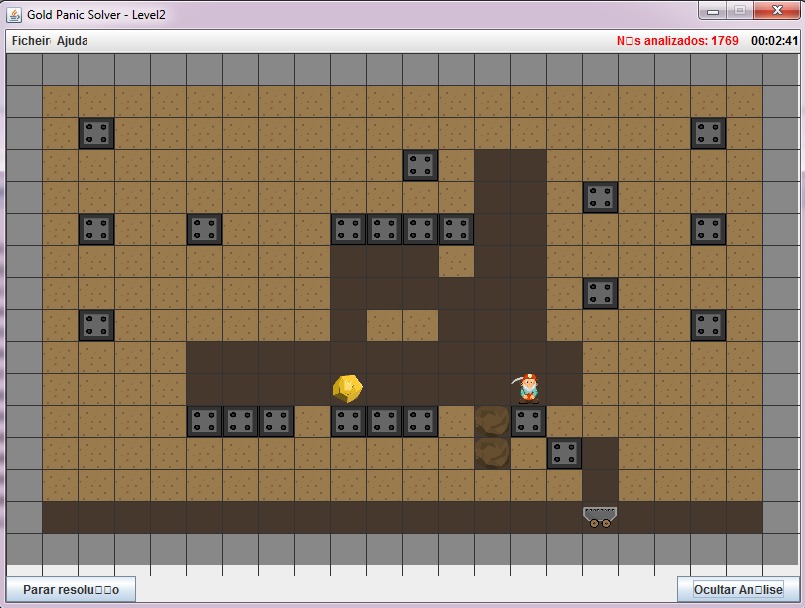 Gold Panic Solver - Level2
Ficheir Ajuda
N□s analizados: 1769 00:02:41
Parar resolu□□o
Ocultar An□lise